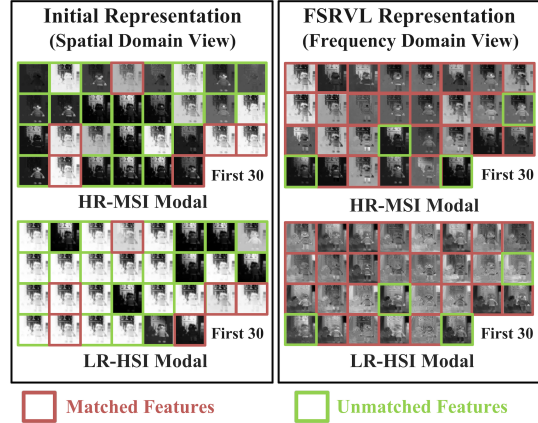 Initial Representation
(Spatial Domain View)
First 30
HR-MSI Modal
First 30
LR-HSI Modal
FSRVL Representation
(Frequency Domain View)
First 30
HR-MSI Modal
First 30
LR-HSI Modal
Matched Features
Unmatched Features